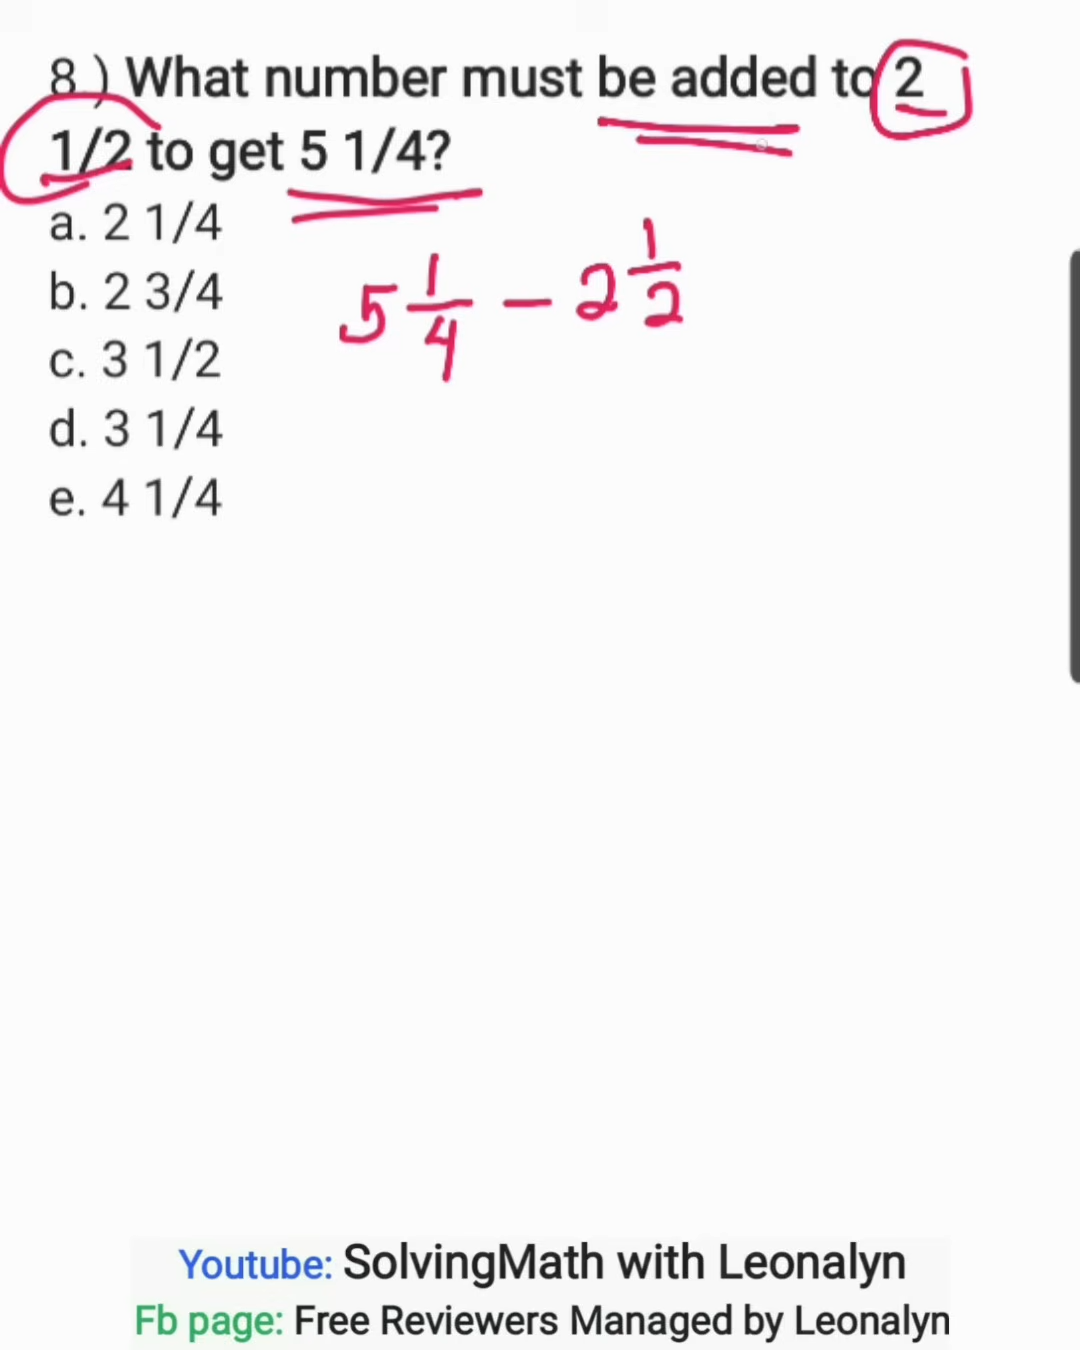 8 ) What number must be added to 2
1/2 to get 5 1/4?
a. 2 1/4
b. 2 3/4
c. 3 1/2
d. 3 1/4
e. 4 1/4
5 1/4 - 2 1/2
Youtube: SolvingMath with Leonalyn
Fb page: Free Reviewers Managed by Leonalyn